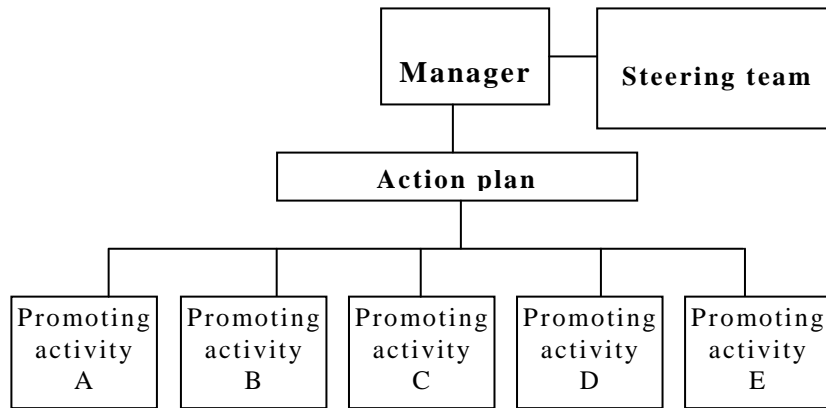 Manager
Steering team
Action plan
Promoting
activity
A
Promoting
activity
B
Promoting
activity
C
Promoting
activity
D
Promoting
activity
E